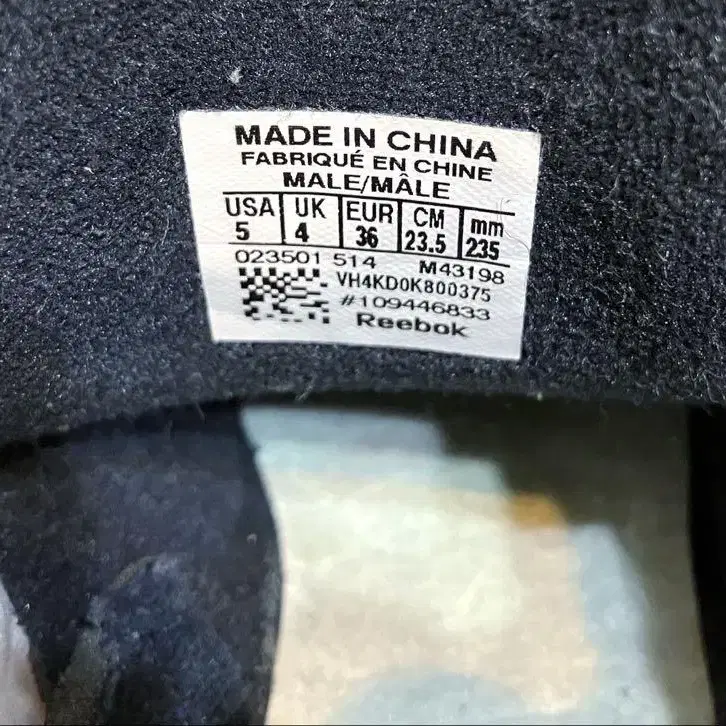 MADE IN CHINA
FABRIQUÉ EN CHINE
MALE/MÂLE
USA UK EUR CM mm
5 4 36 23.5 235
023501 514 M43198
VH4KD0K800375
#109446833
Reebok